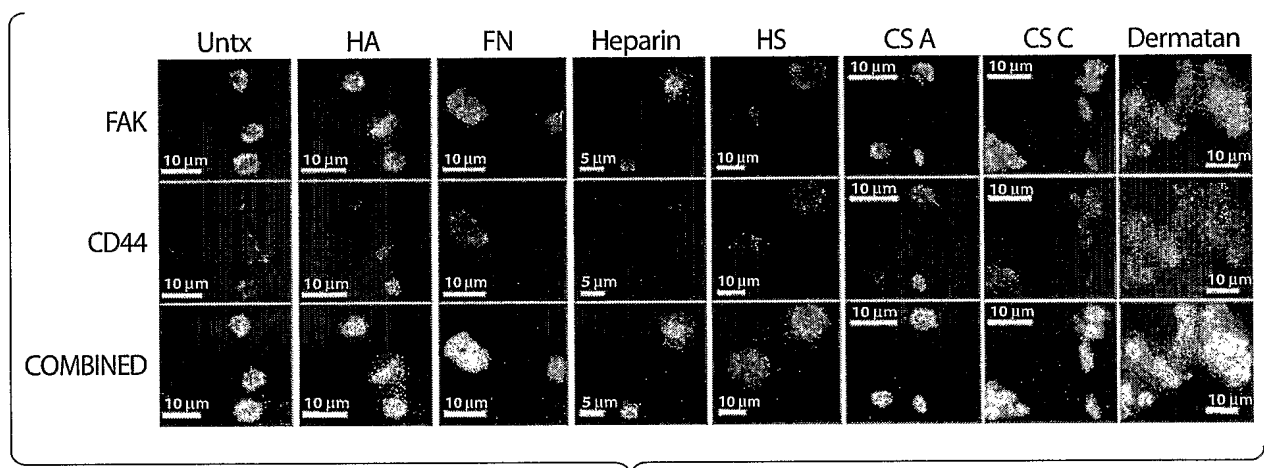 Untx HA FN Heparin HS CS A CS C Dermatan
FAK 10 µm 10 µm 10 µm 5 µm 10 µm 10 µm 10 µm 10 µm
CD44 10 µm 10 µm 10 µm 5 µm 10 µm 10 µm 10 µm 10 µm
COMBINED 10 µm 10 µm 10 µm 5 µm 10 µm 10 µm 10 µm 10 µm